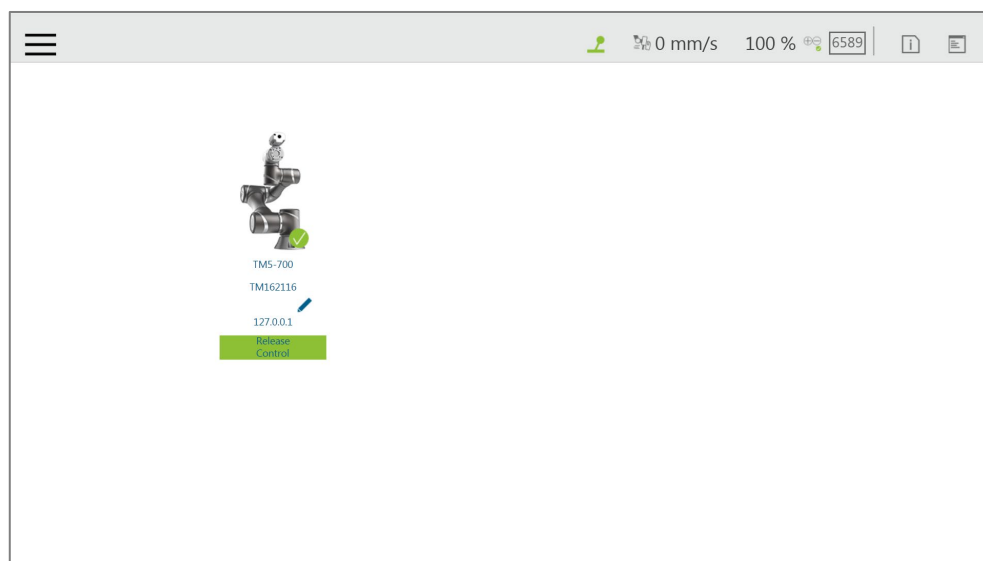 0 mm/s 100 % 6589
TM5-700
TM162116
127.0.0.1
Release
Control